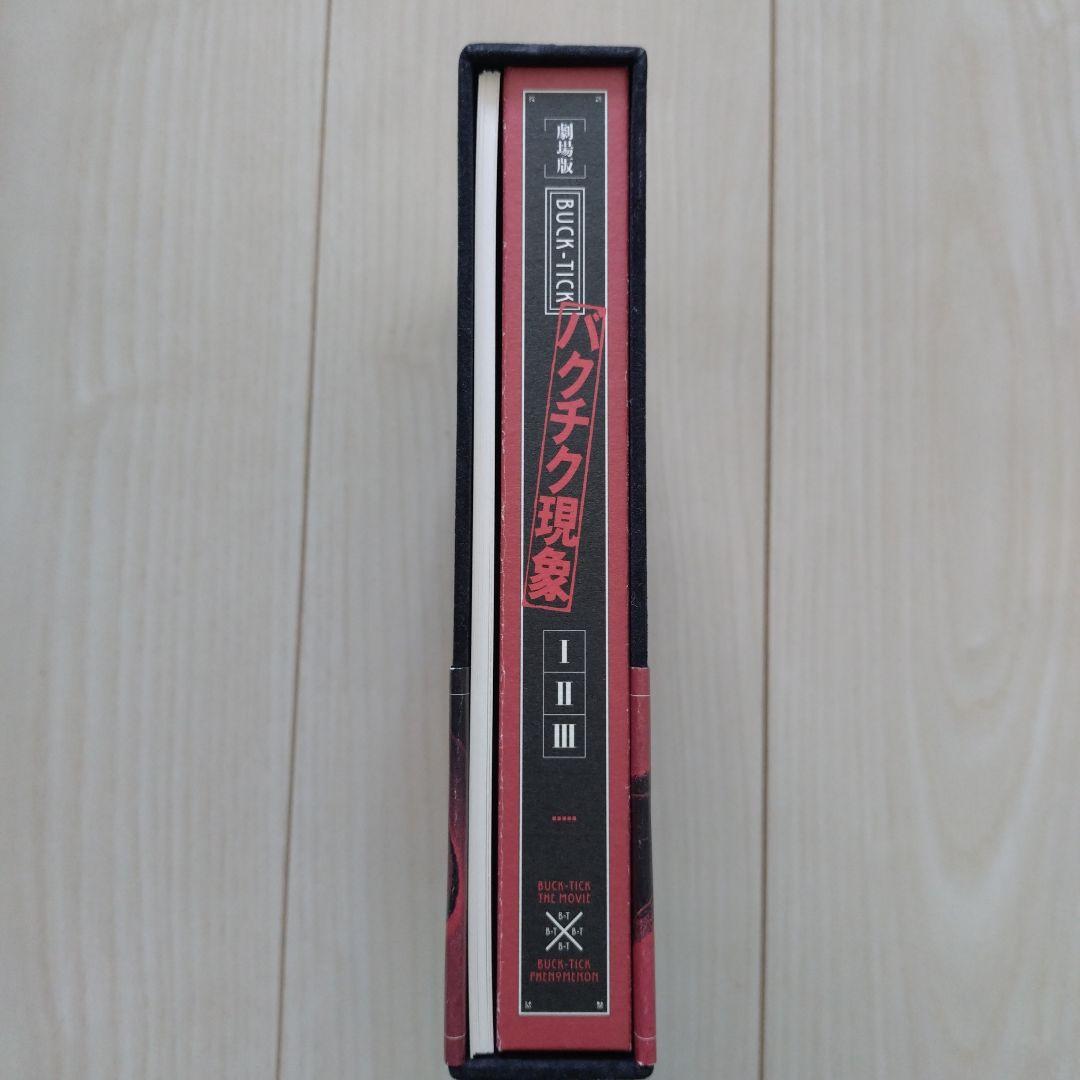 劇場版
BUCK-TICK
バクチク現象
I
II
III
BUCK-TICK
THE MOVIE
B-T
B-T B-T
B-T
BUCK-TICK
PHENOMENON